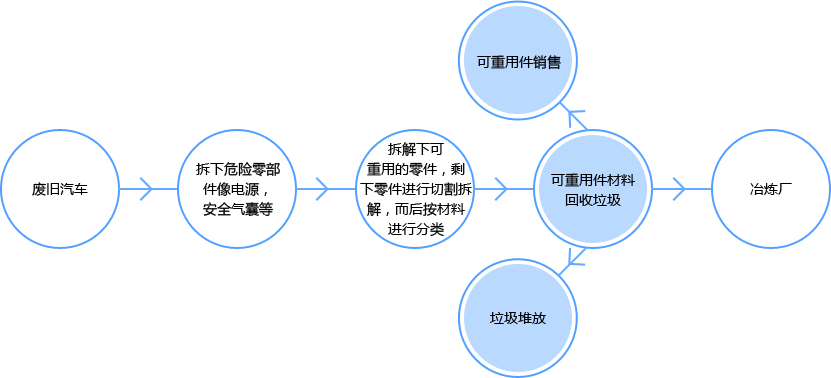 可重用件销售
废旧汽车
拆下危险零部
件像电源，
安全气囊等
拆解下可
重用的零件，剩
下零件进行切割拆
解，而后按材料
进行分类
可重用件材料
回收垃圾
冶炼厂
垃圾堆放